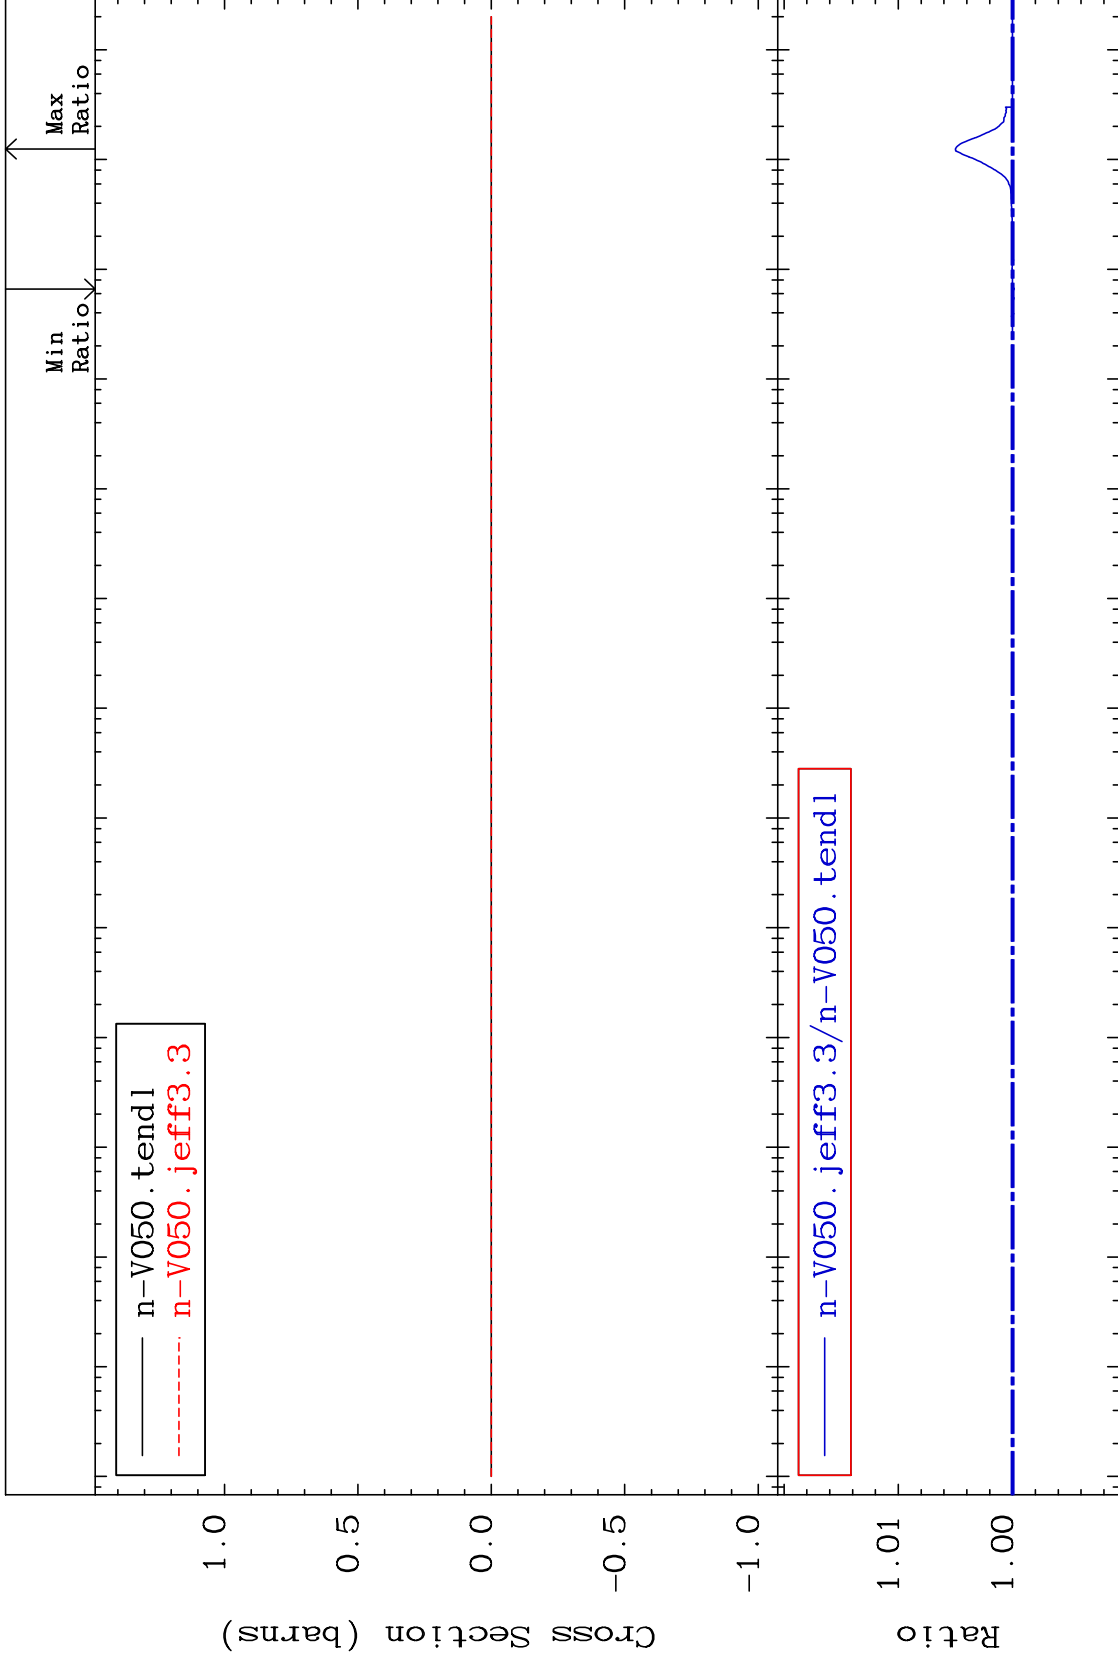 Min
Ratio
Max
Ratio
n-V050.tendl
n-V050.jeff3.3
1.0
0.5
0.0
-0.5
-1.0
Cross Section (barns)
n-V050.jeff3.3/n-V050.tendl
1.01
1.00
Ratio